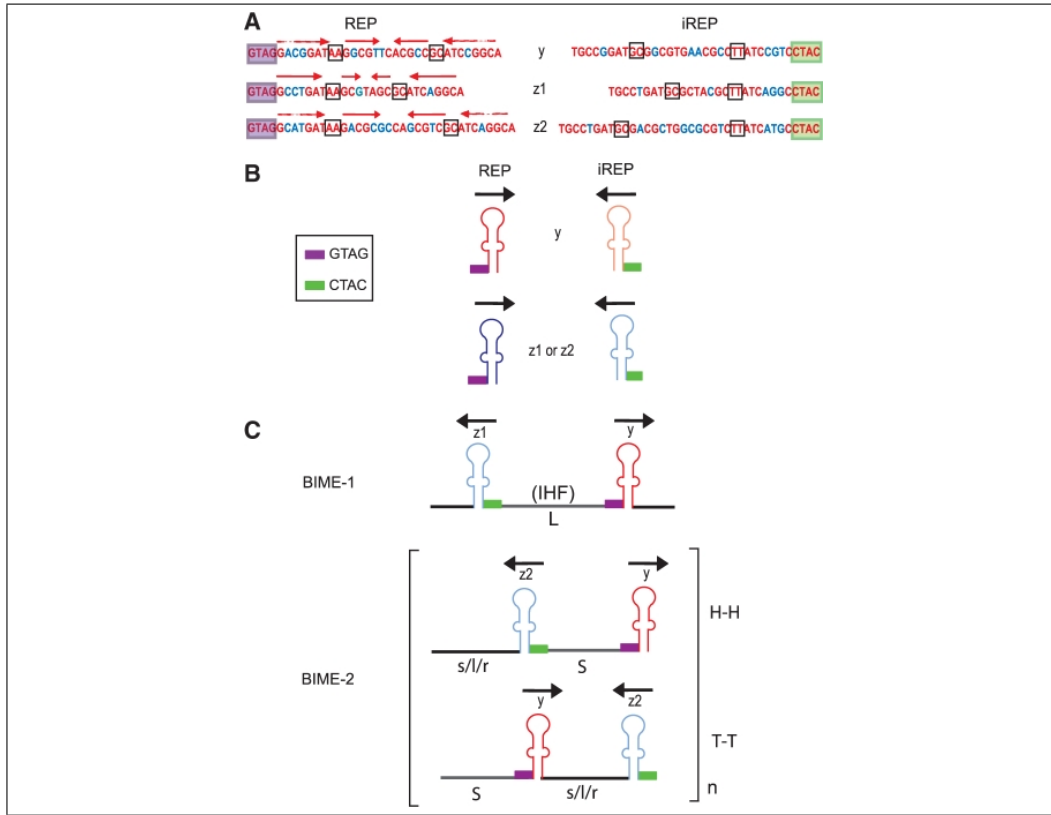 A REP iREP
GTAGGACGGATAAGGCGTTCACGCCGCATCCGGCA y TGCCGGATGCGGCGTGAACGCCTTATCCGTCCTAC
GTAGGCCTGATAAGCGTAGCGCATCAGGCA z1 TGCCTGATGCGCTACGCTTATCAGGCCTAC
GTAGGCATGATAAGACGCGCCAGCGTCGCATCAGGCA z2 TGCCTGATGCGACGCTGGCGCGTCTTATCATGCCTAC
B REP iREP
y
GTAG
CTAC
z1 or z2
C
z1 y
BIME-1
(IHF)
L
z2 y
H-H
s/l/r S
BIME-2
y z2
T-T
S s/l/r n